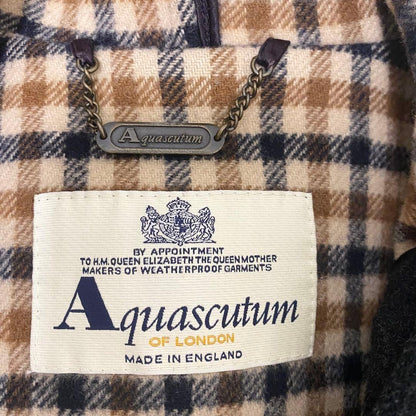 Aquascutum
BY APPOINTMENT
TO H.M. QUEEN ELIZABETH THE QUEEN MOTHER
MAKERS OF WEATHERPROOF GARMENTS
Aquascutum
OF LONDON
MADE IN ENGLAND